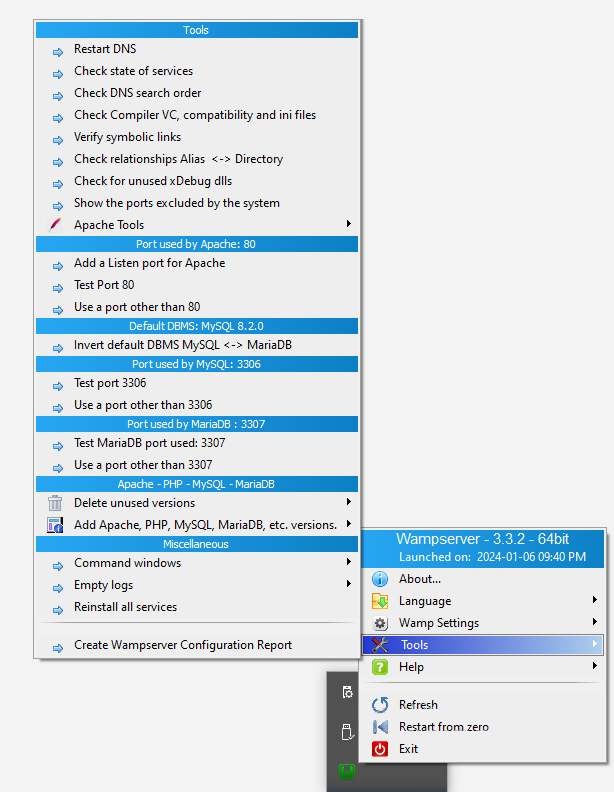 Tools
Restart DNS
Check state of services
Check DNS search order
Check Compiler VC, compatibility and ini files
Verify symbolic links
Check relationships Alias <-> Directory
Check for unused xDebug dlls
Show the ports excluded by the system
Apache Tools
Port used by Apache: 80
Add a Listen port for Apache
Test Port 80
Use a port other than 80
Default DBMS: MySQL 8.2.0
Invert default DBMS MySQL <-> MariaDB
Port used by MySQL: 3306
Test port 3306
Use a port other than 3306
Port used by MariaDB : 3307
Test MariaDB port used: 3307
Use a port other than 3307
Apache - PHP - MySQL - MariaDB
Delete unused versions
Add Apache, PHP, MySQL, MariaDB, etc. versions.
Miscellaneous
Command windows
Empty logs
Reinstall all services
Create Wampserver Configuration Report
Wampserver - 3.3.2 - 64bit
Launched on: 2024-01-06 09:40 PM
About...
Language
Wamp Settings
Tools
Help
Refresh
Restart from zero
Exit